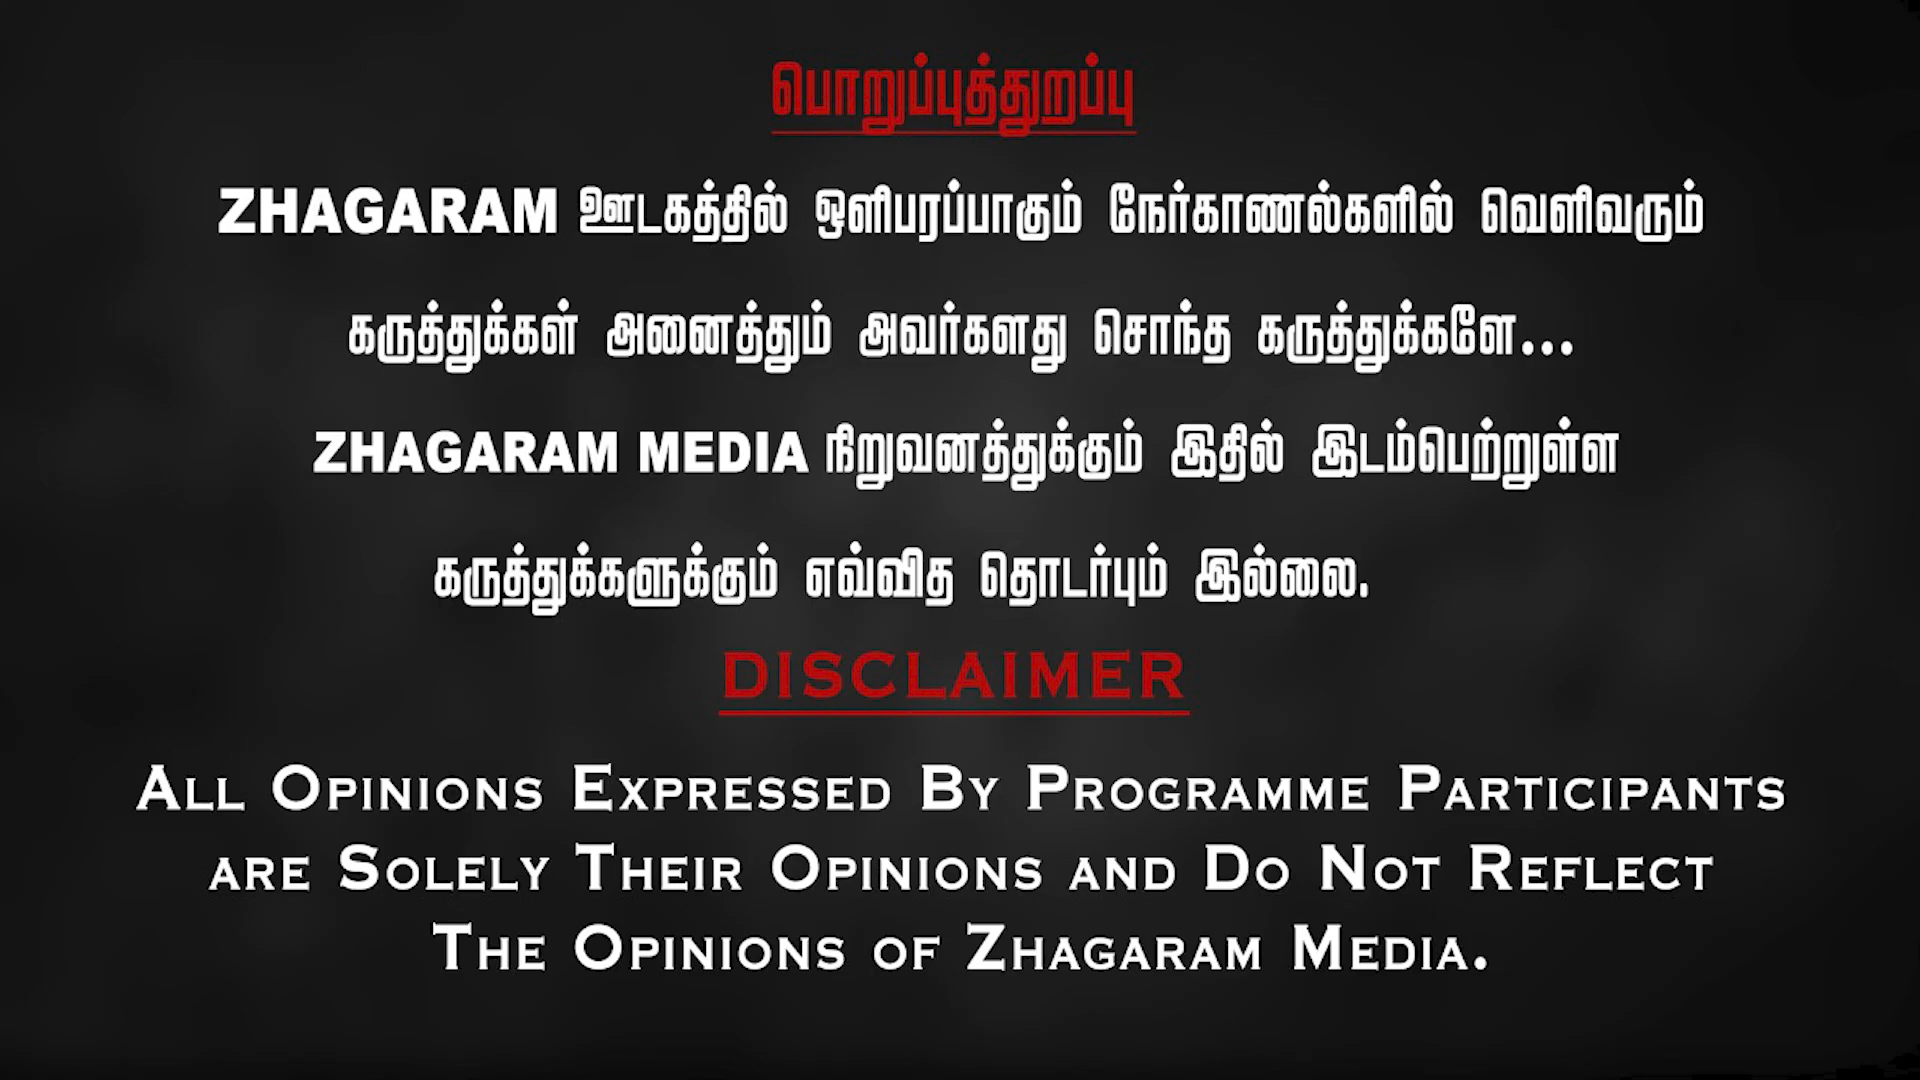 பொறுப்புத்துறப்பு
ZHAGARAM ஊடகத்தில் ஒளிபரப்பாகும் நேர்காணல்களில் வெளிவரும்
கருத்துக்கள் அனைத்தும் அவர்களது சொந்த கருத்துக்களே...
ZHAGARAM MEDIA நிறுவனத்துக்கும் இதில் இடம்பெற்றுள்ள
கருத்துக்களுக்கும் எவ்வித தொடர்பும் இல்லை.
DISCLAIMER
All Opinions Expressed By Programme Participants
are Solely Their Opinions and Do Not Reflect
The Opinions of Zhagaram Media.